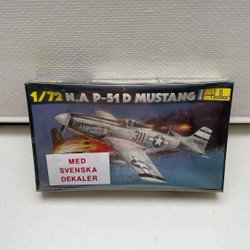 1/72 N.A P-51 D MUSTANG
Heller
MED
SVENSKA
DEKALER